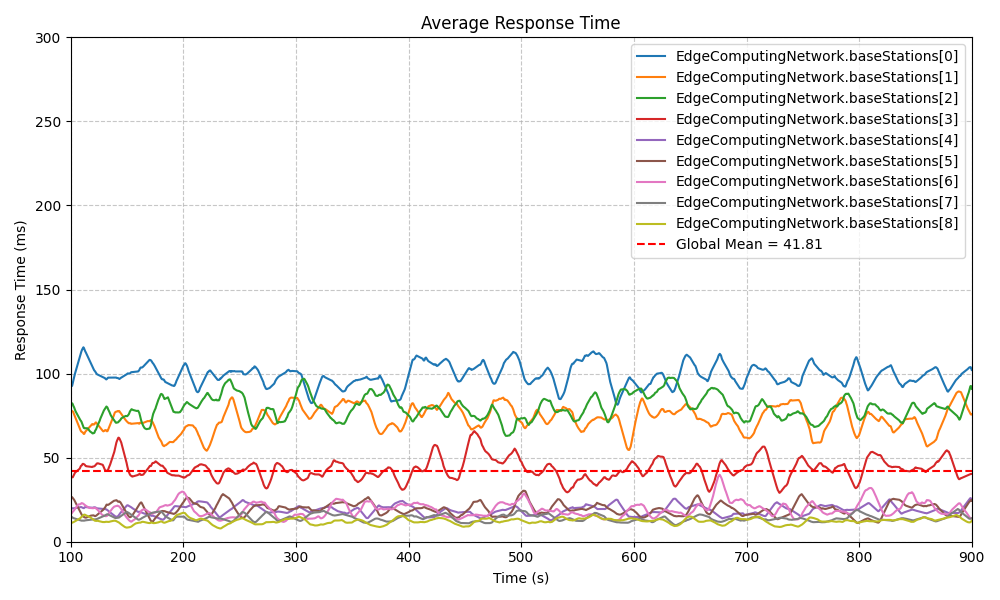 Average Response Time
Response Time (ms)
300
250
200
150
100
50
0
EdgeComputingNetwork.baseStations[0]
EdgeComputingNetwork.baseStations[1]
EdgeComputingNetwork.baseStations[2]
EdgeComputingNetwork.baseStations[3]
EdgeComputingNetwork.baseStations[4]
EdgeComputingNetwork.baseStations[5]
EdgeComputingNetwork.baseStations[6]
EdgeComputingNetwork.baseStations[7]
EdgeComputingNetwork.baseStations[8]
Global Mean = 41.81
100 200 300 400 500 600 700 800 900
Time (s)